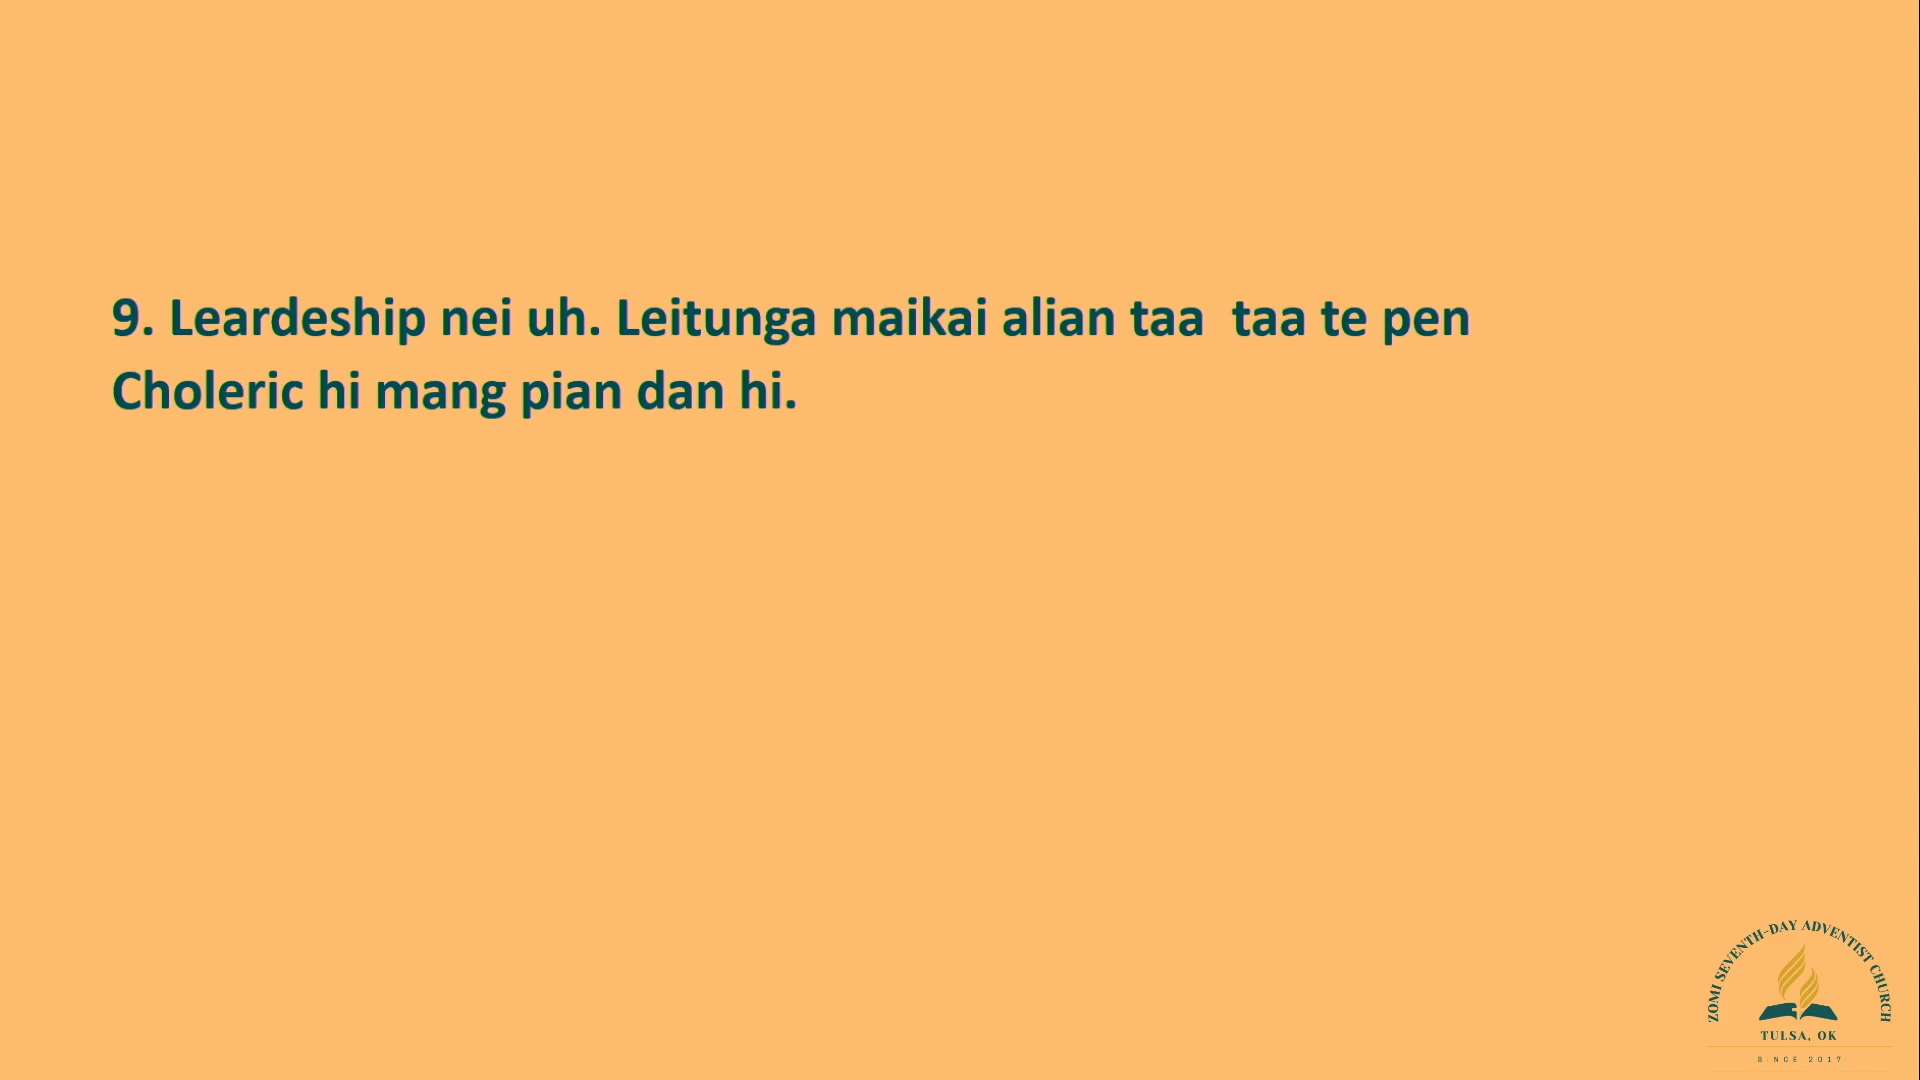 9. Leardeship nei uh. Leitunga maikai alian taa  taa te pen
Choleric hi mang pian dan hi.
ZOMI SEVENTH-DAY ADVENTIST CHURCH
TULSA, OK
SINCE 2017